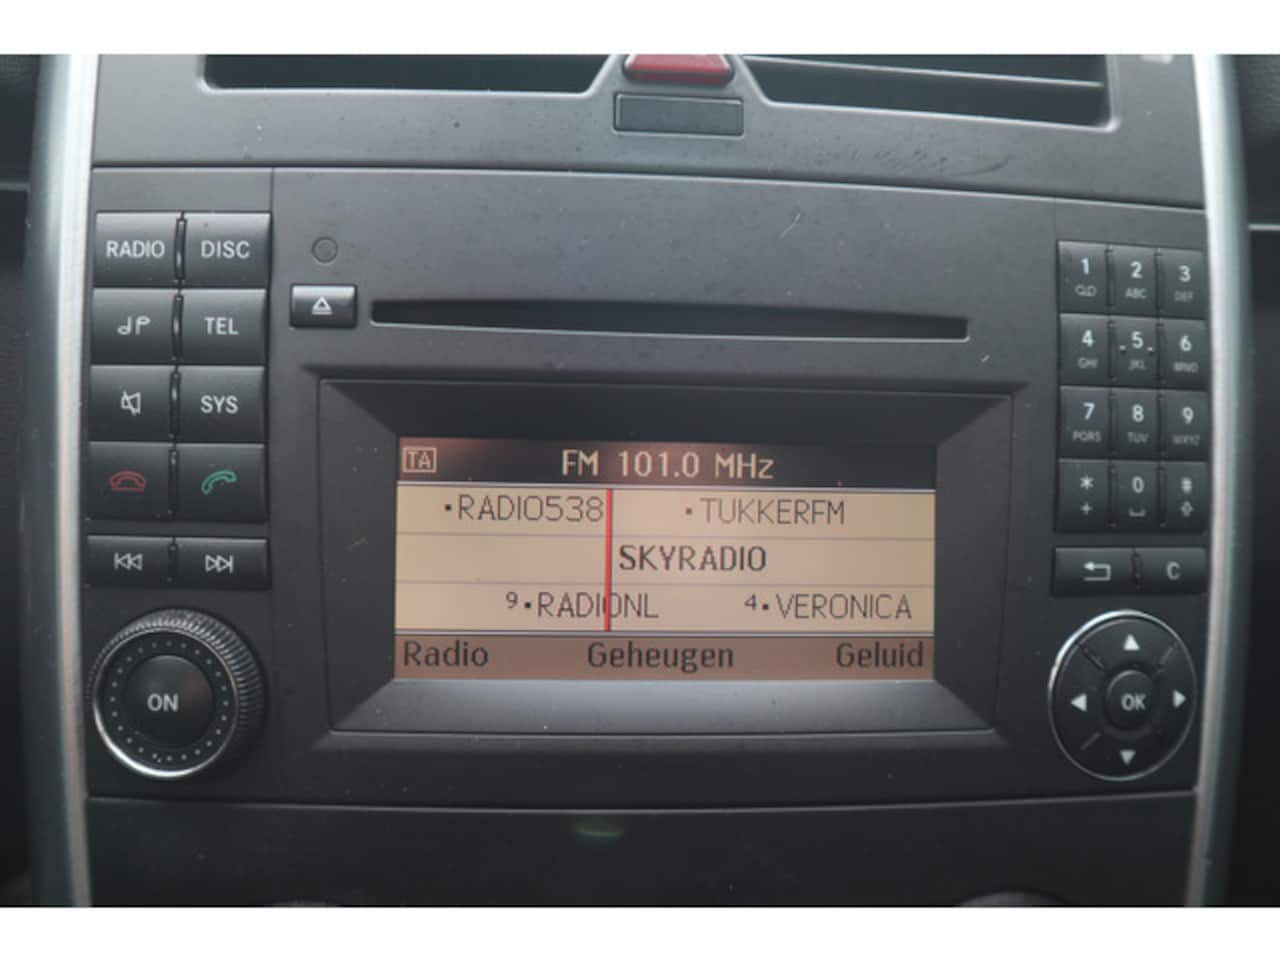 RADIO DISC
TEL
SYS
ON
TA FM 101.0 MHz
•RADIO538 •TUKKERFM
SKYRADIO
9•RADIONL 4•VERONICA
Radio Geheugen Geluid
1 2 3
ABC DEF
4 5 6
GHI JKL MNO
7 8 9
PQRS TUV WXYZ
* 0 #
+
C
OK